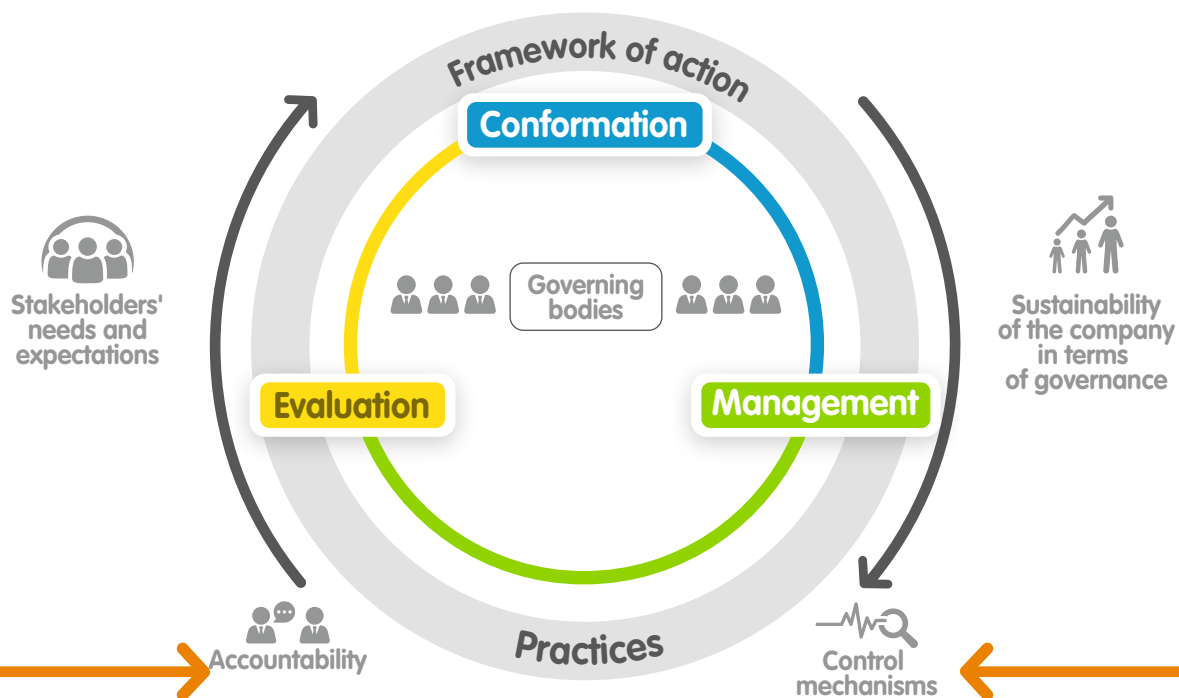 Framework of action
Conformation
Stakeholders'
needs and
expectations
Governing
bodies
Sustainability
of the company
in terms
of governance
Evaluation
Management
Practices
Accountability
Control
mechanisms